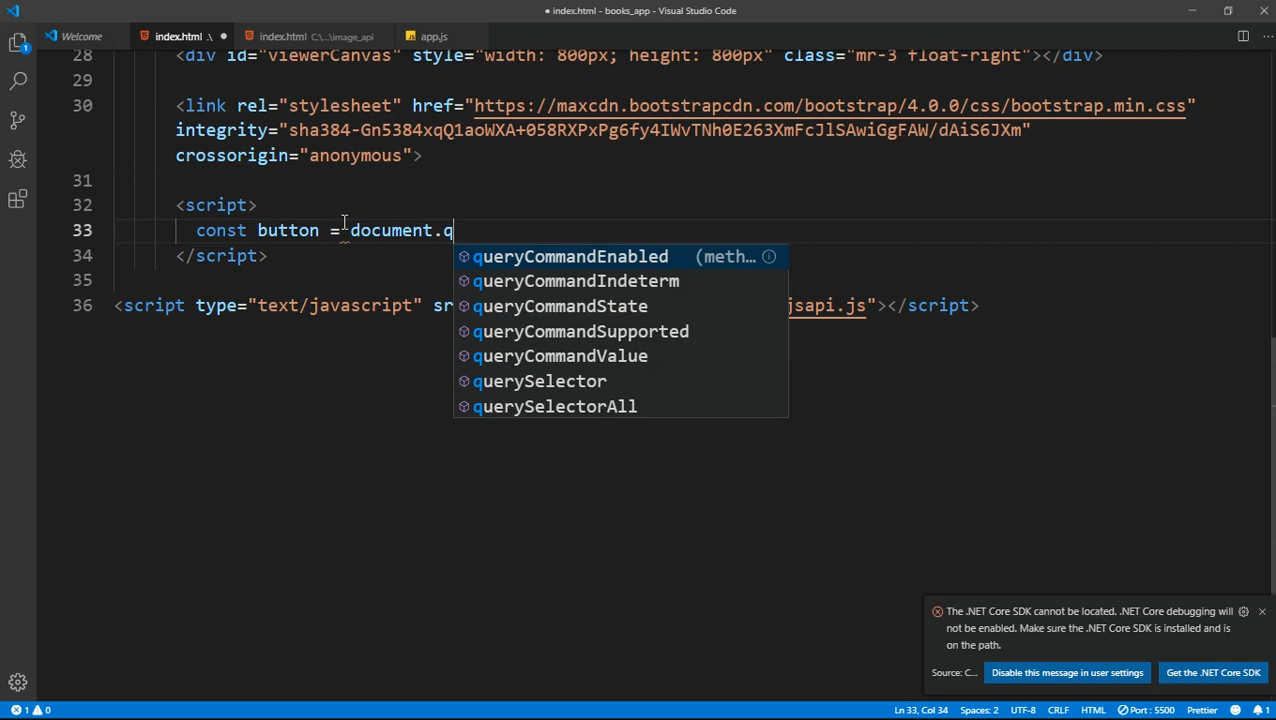 ● index.html - books_app - Visual Studio Code
Welcome index.html .\ ● index.html C:\...\image_api app.js
28 <div id="viewerCanvas" style="width: 800px; height: 800px" class="mr-3 float-right"></div>
29
30 <link rel="stylesheet" href="https://maxcdn.bootstrapcdn.com/bootstrap/4.0.0/css/bootstrap.min.css"
integrity="sha384-Gn5384xqQ1aoWXA+058RXPxPg6fy4IWvTNh0E263XmFcJlSAwiGgFAW/dAiS6JXm"
crossorigin="anonymous">
31
32 <script>
33 const button = document.q
34 </script>
queryCommandEnabled (meth...
queryCommandIndeterm
queryCommandState
queryCommandSupported
queryCommandValue
querySelector
querySelectorAll
35
36 <script type="text/javascript" sr jsapi.js"></script>
The .NET Core SDK cannot be located. .NET Core debugging will
not be enabled. Make sure the .NET Core SDK is installed and is
on the path.
Source: C... Disable this message in user settings Get the .NET Core SDK
1 0 Ln 33, Col 34 Spaces: 2 UTF-8 CRLF HTML Port : 5500 Prettier 1